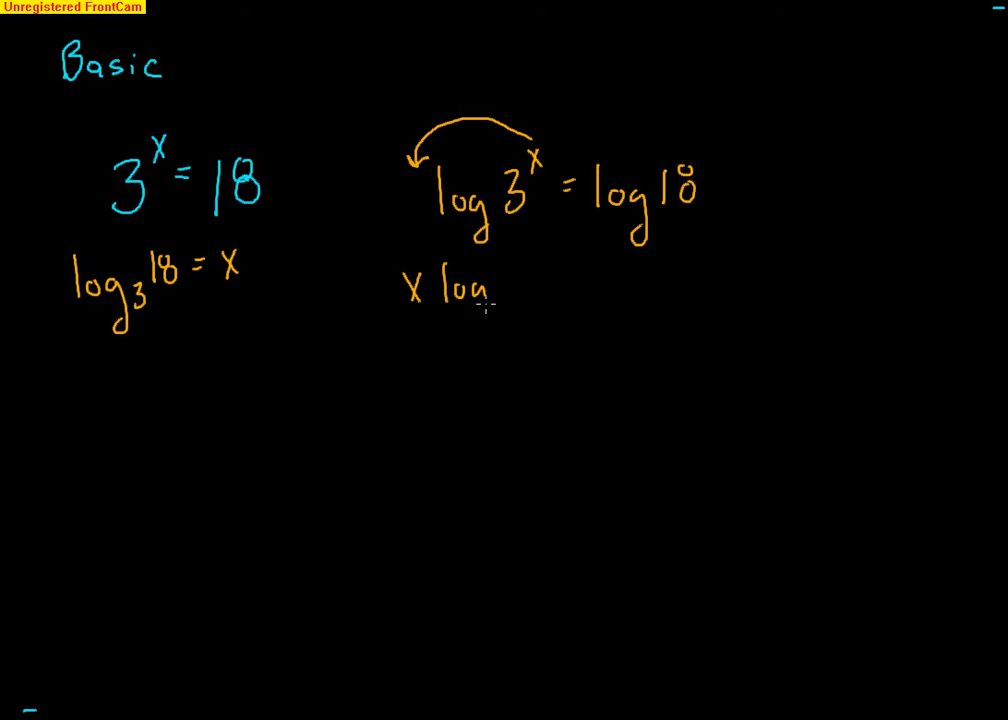 Unregistered FrontCam
Basic
3^x = 18
log₃ 18 = x
log 3^x = log 18
x log